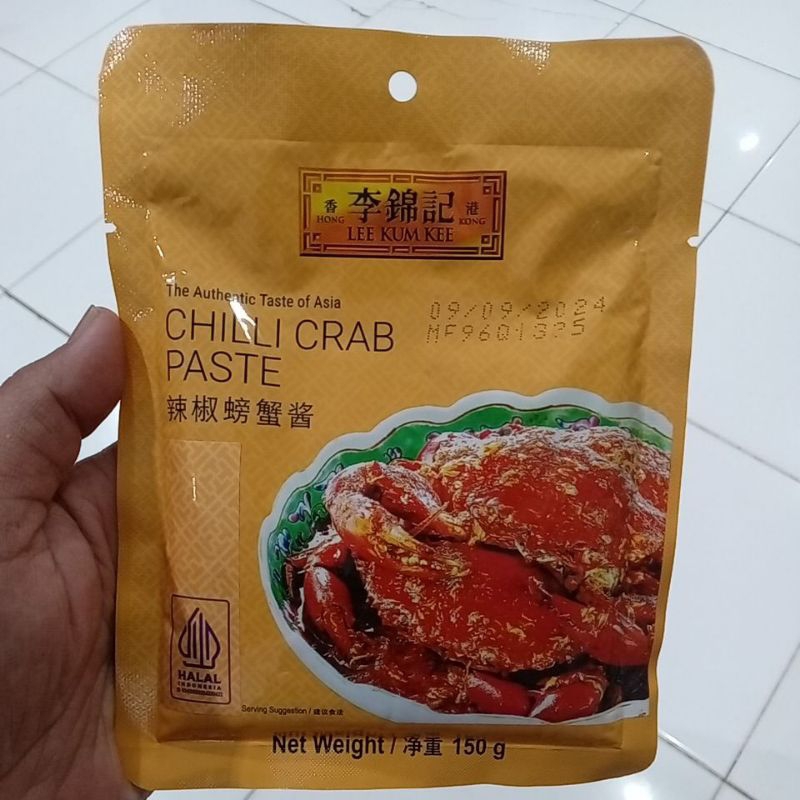 香 李錦記 港
HONG KONG
LEE KUM KEE
The Authentic Taste of Asia
CHILLI CRAB
PASTE
辣椒螃蟹酱
09/09/2024
MF96Q1325
HALAL
INDONESIA
Serving Suggestion / 建议食法
Net Weight / 净重 150 g